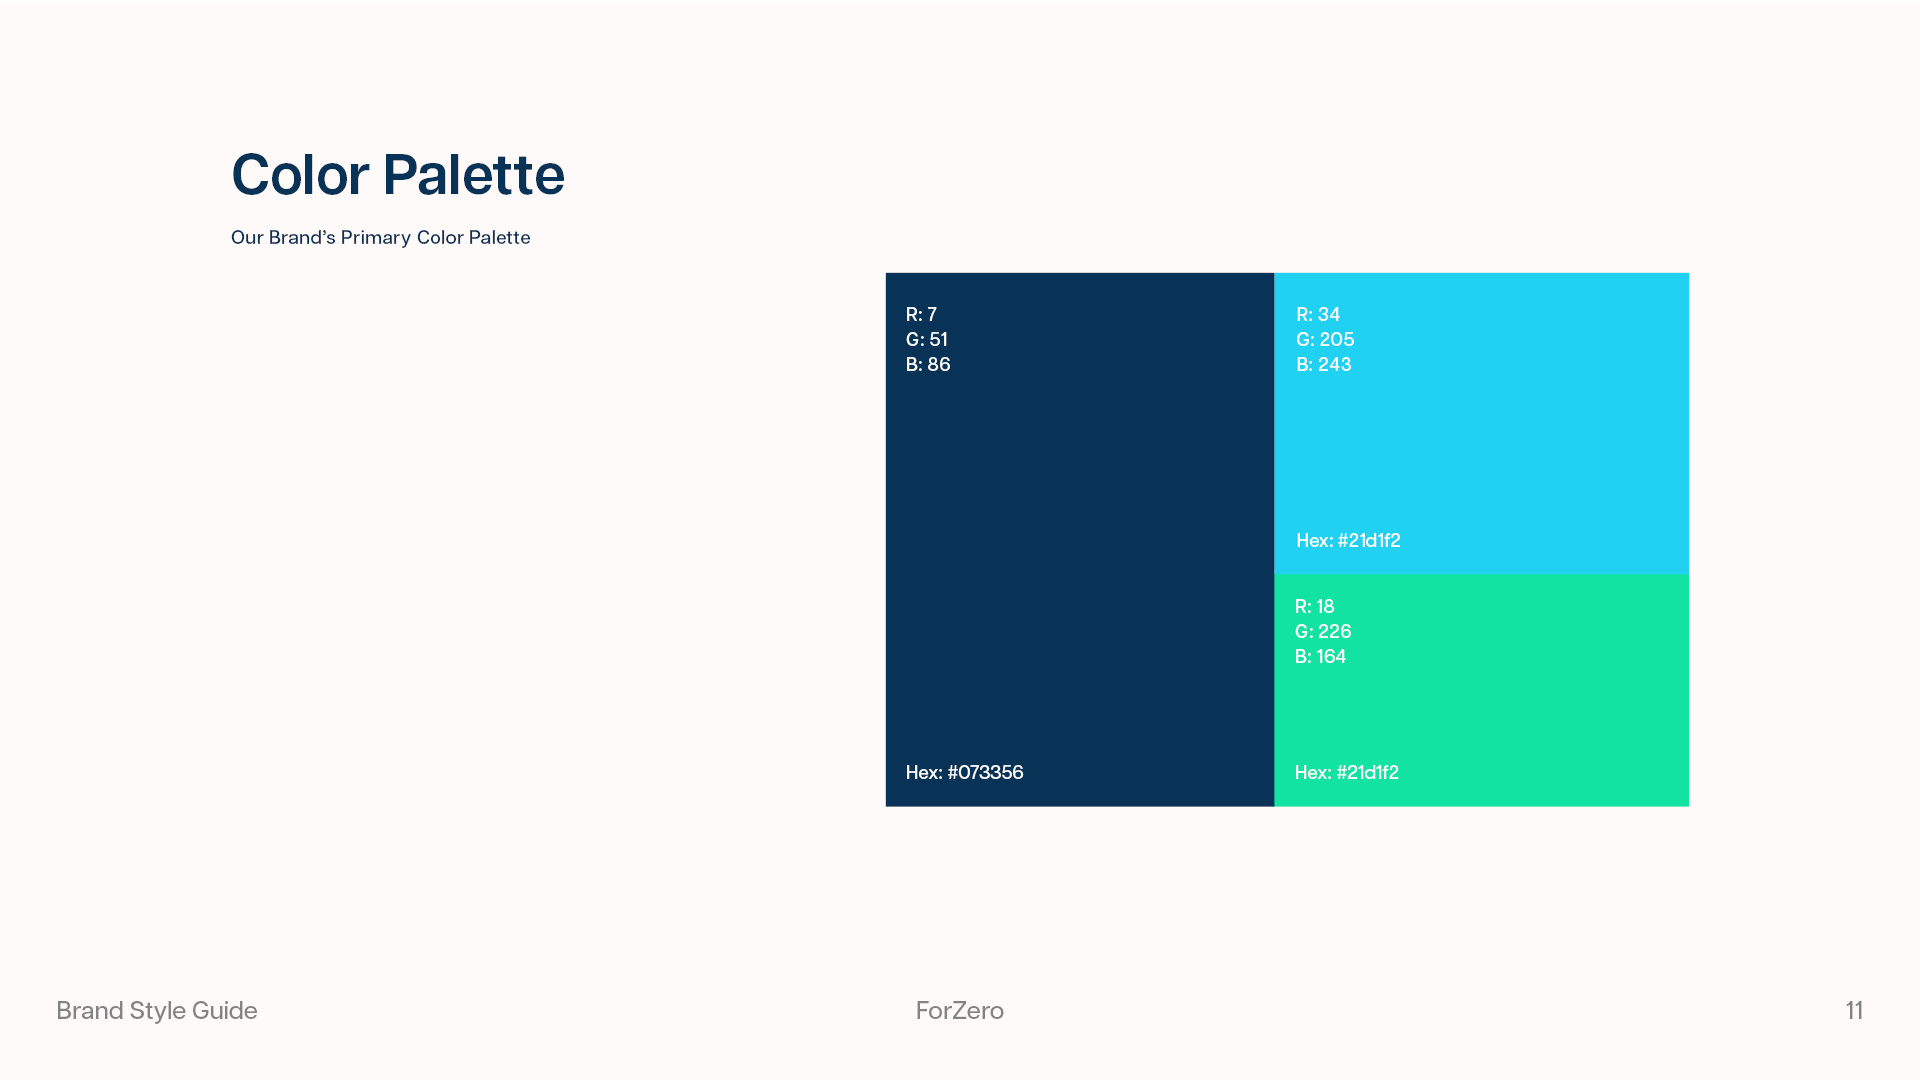 Color Palette
Our Brand’s Primary Color Palette
R: 7
G: 51
B: 86
Hex: #073356
R: 34
G: 205
B: 243
Hex: #21d1f2
R: 18
G: 226
B: 164
Hex: #21d1f2
Brand Style Guide
ForZero
11